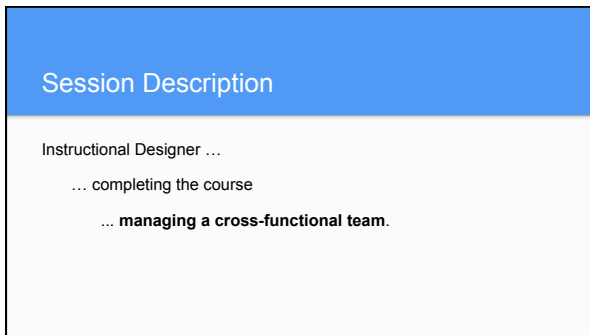 Session Description
Instructional Designer …
… completing the course
... managing a cross-functional team.